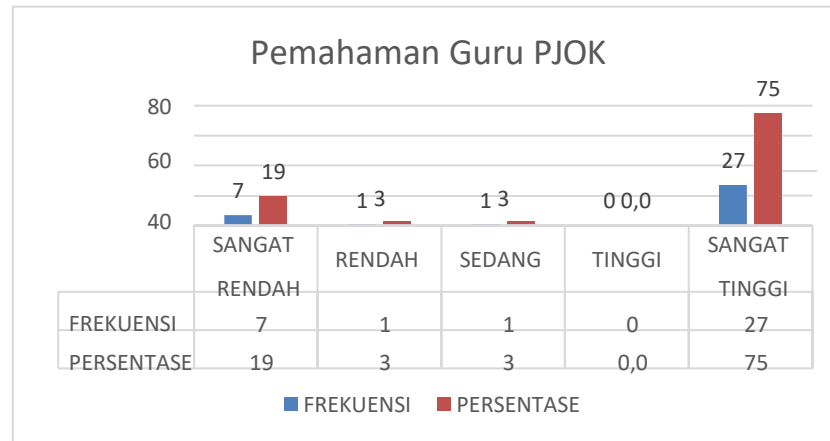 Pemahaman Guru PJOK
80
60
40
75
27
19
7
1 3
1 3
0 0,0
SANGAT RENDAH
RENDAH
SEDANG
TINGGI
SANGAT TINGGI
FREKUENSI 7 1 1 0 27
PERSENTASE 19 3 3 0,0 75
FREKUENSI PERSENTASE